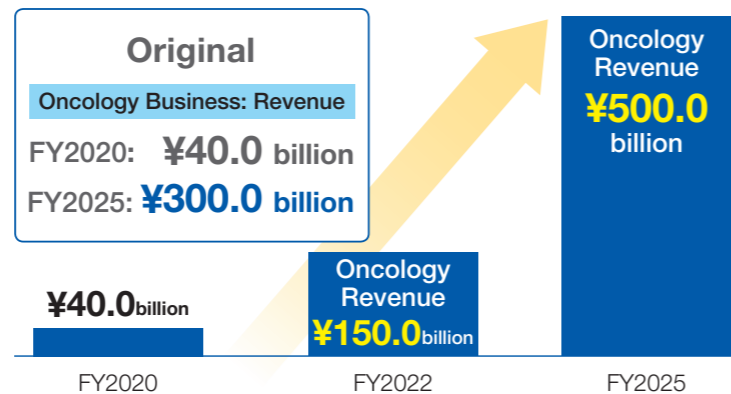 Original
Oncology Business: Revenue
FY2020: ¥40.0 billion
FY2025: ¥300.0 billion
¥40.0billion
Oncology
Revenue
¥150.0billion
Oncology
Revenue
¥500.0
billion
FY2020
FY2022
FY2025